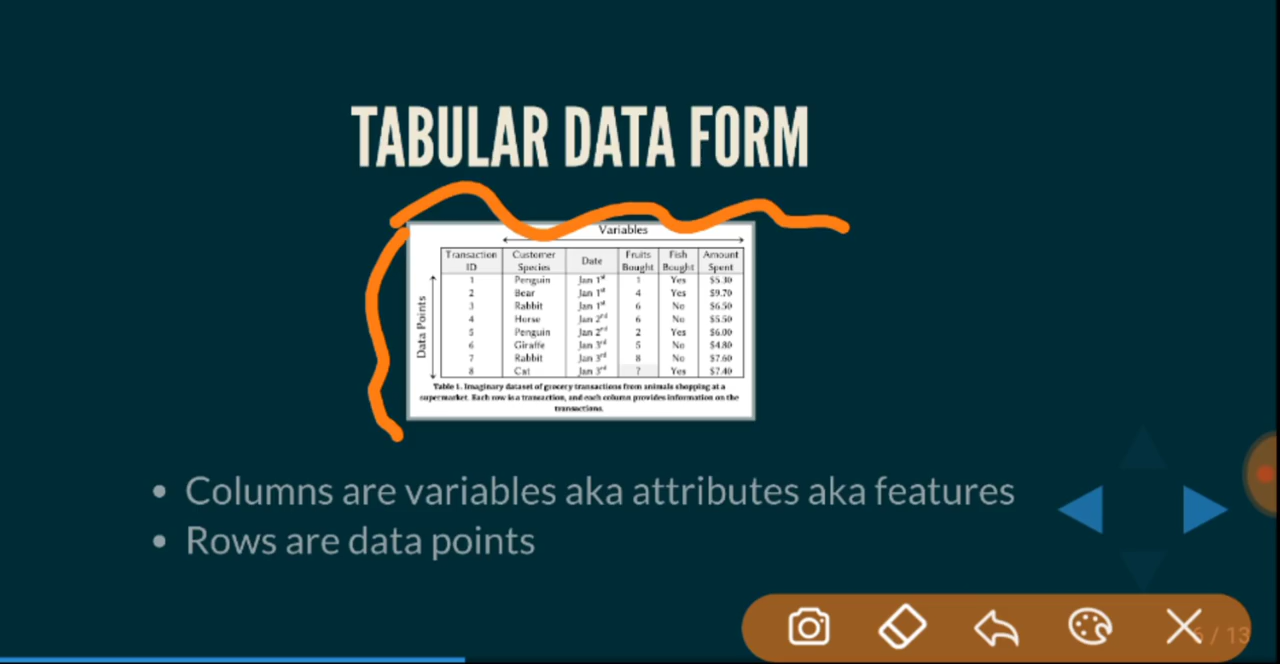 TABULAR DATA FORM
Variables
Transaction ID Customer Species Date Fruits Bought Fish Bought Amount Spent
Data Points
1 Penguin Jan 1st 1 Yes $5.30
2 Bear Jan 1st 4 Yes $9.70
3 Rabbit Jan 1st 6 No $6.50
4 Horse Jan 2nd 6 No $5.50
5 Penguin Jan 2nd 2 Yes $6.00
6 Giraffe Jan 3rd 5 No $4.80
7 Rabbit Jan 3rd 8 No $7.60
8 Cat Jan 3rd ? Yes $7.40
Table 1. Imaginary dataset of grocery transactions from animals shopping at a
supermarket. Each row is a transaction, and each column provides information on the
transactions.
• Columns are variables aka attributes aka features
• Rows are data points
6 / 13